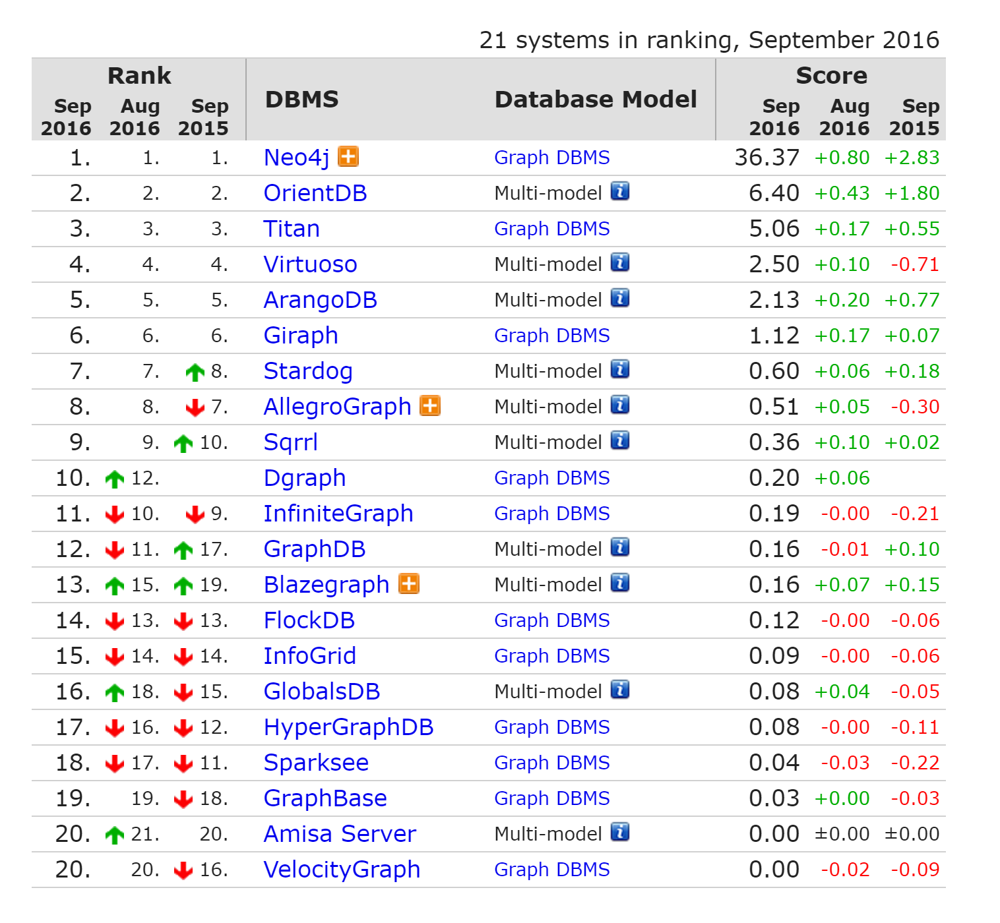 21 systems in ranking, September 2016
Rank DBMS Database Model Score
Sep 2016 Aug 2016 Sep 2015 Sep 2016 Aug 2016 Sep 2015
1. 1. 1. Neo4j Graph DBMS 36.37 +0.80 +2.83
2. 2. 2. OrientDB Multi-model 6.40 +0.43 +1.80
3. 3. 3. Titan Graph DBMS 5.06 +0.17 +0.55
4. 4. 4. Virtuoso Multi-model 2.50 +0.10 -0.71
5. 5. 5. ArangoDB Multi-model 2.13 +0.20 +0.77
6. 6. 6. Giraph Graph DBMS 1.12 +0.17 +0.07
7. 7. 8. Stardog Multi-model 0.60 +0.06 +0.18
8. 8. 7. AllegroGraph Multi-model 0.51 +0.05 -0.30
9. 9. 10. Sqrrl Multi-model 0.36 +0.10 +0.02
10. 12. Dgraph Graph DBMS 0.20 +0.06
11. 10. 9. InfiniteGraph Graph DBMS 0.19 -0.00 -0.21
12. 11. 17. GraphDB Multi-model 0.16 -0.01 +0.10
13. 15. 19. Blazegraph Multi-model 0.16 +0.07 +0.15
14. 13. 13. FlockDB Graph DBMS 0.12 -0.00 -0.06
15. 14. 14. InfoGrid Graph DBMS 0.09 -0.00 -0.06
16. 18. 15. GlobalsDB Multi-model 0.08 +0.04 -0.05
17. 16. 12. HyperGraphDB Graph DBMS 0.08 -0.00 -0.11
18. 17. 11. Sparksee Graph DBMS 0.04 -0.03 -0.22
19. 19. 18. GraphBase Graph DBMS 0.03 +0.00 -0.03
20. 21. 20. Amisa Server Multi-model 0.00 ±0.00 ±0.00
20. 20. 16. VelocityGraph Graph DBMS 0.00 -0.02 -0.09